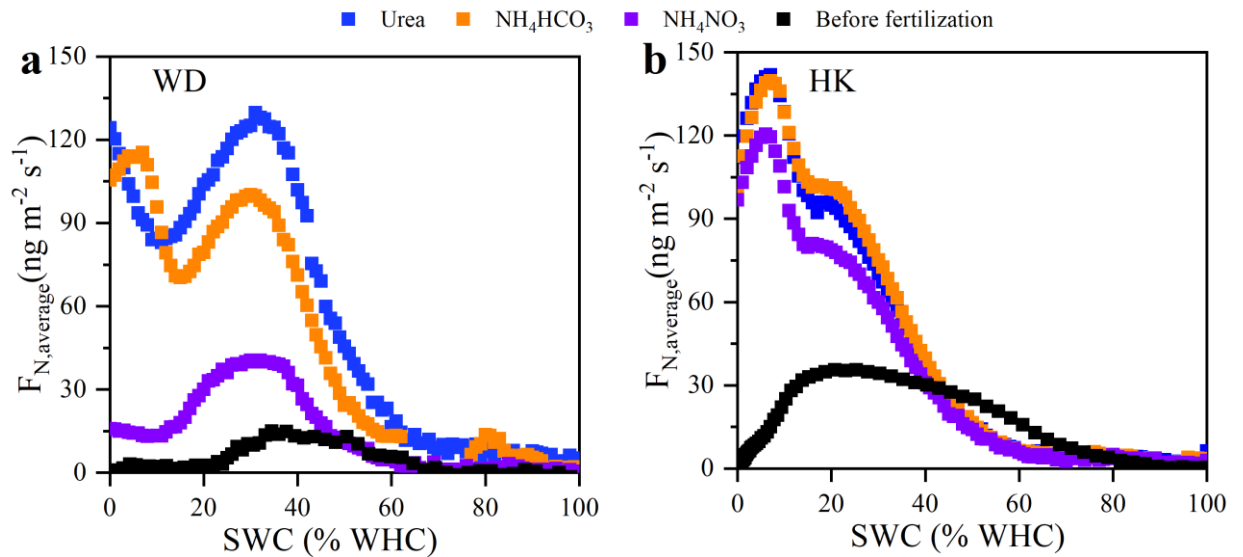 Urea NH₄HCO₃ NH₄NO₃ Before fertilization
a WD
F_N,average(ng m⁻² s⁻¹)
150
120
90
60
30
0
0 20 40 60 80 100
SWC (% WHC)
b HK
F_N,average(ng m⁻² s⁻¹)
150
120
90
60
30
0
0 20 40 60 80 100
SWC (% WHC)